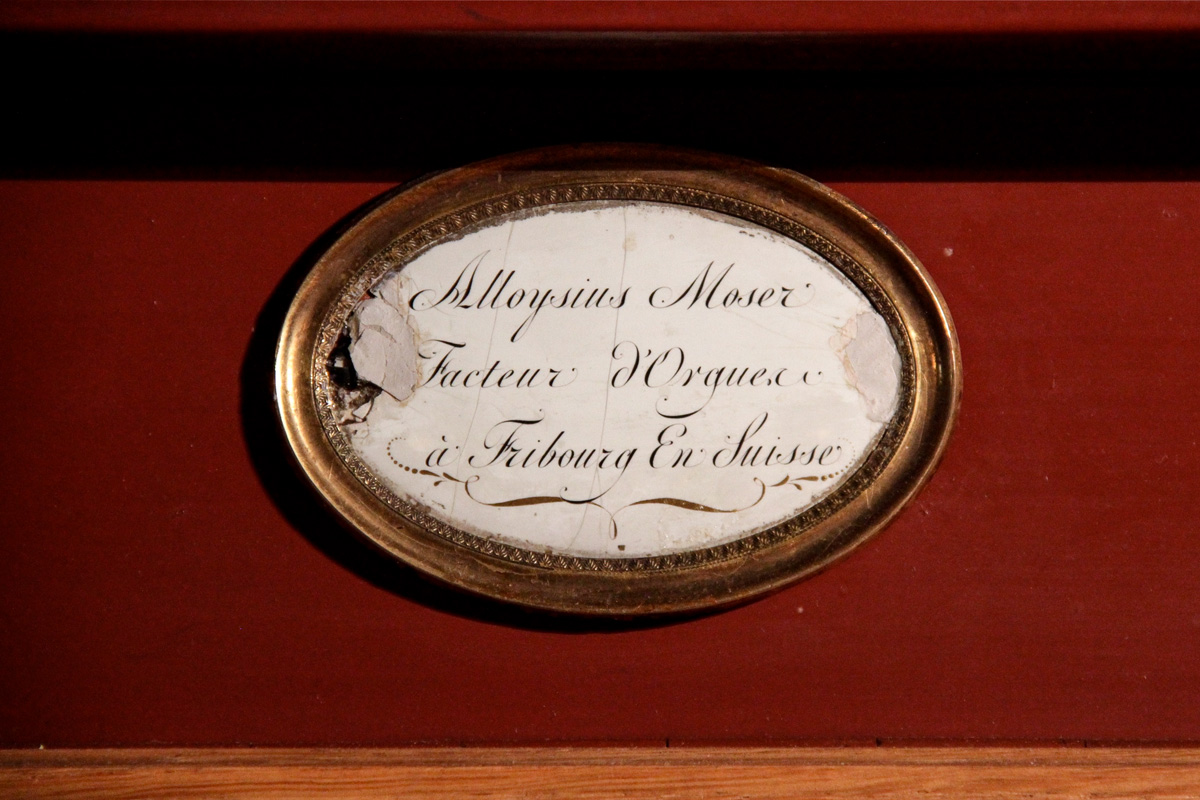 Alloysius Moser
Facteur d'Orgues
à Fribourg En Suisse